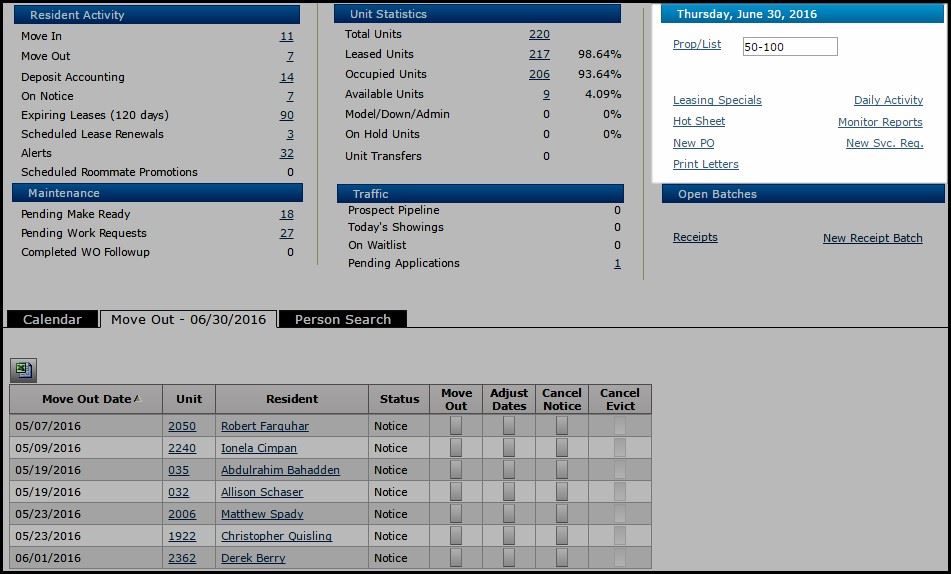 Resident Activity
Move In 11
Move Out 7
Deposit Accounting 14
On Notice 7
Expiring Leases (120 days) 90
Scheduled Lease Renewals 3
Alerts 32
Scheduled Roommate Promotions 0
Maintenance
Pending Make Ready 18
Pending Work Requests 27
Completed WO Followup 0
Unit Statistics
Total Units 220
Leased Units 217 98.64%
Occupied Units 206 93.64%
Available Units 9 4.09%
Model/Down/Admin 0 0%
On Hold Units 0 0%
Unit Transfers 0
Traffic
Prospect Pipeline 0
Today's Showings 0
On Waitlist 0
Pending Applications 1
Thursday, June 30, 2016
Prop/List 50-100
Leasing Specials Daily Activity
Hot Sheet Monitor Reports
New PO New Svc. Req.
Print Letters
Open Batches
Receipts New Receipt Batch
Calendar Move Out - 06/30/2016 Person Search
Move Out Date Unit Resident Status Move Out Adjust Dates Cancel Notice Cancel Evict
05/07/2016 2050 Robert Farquhar Notice
05/09/2016 2240 Ionela Cimpan Notice
05/19/2016 035 Abdulrahim Bahadden Notice
05/19/2016 032 Allison Schaser Notice
05/23/2016 2006 Matthew Spady Notice
05/23/2016 1922 Christopher Quisling Notice
06/01/2016 2362 Derek Berry Notice